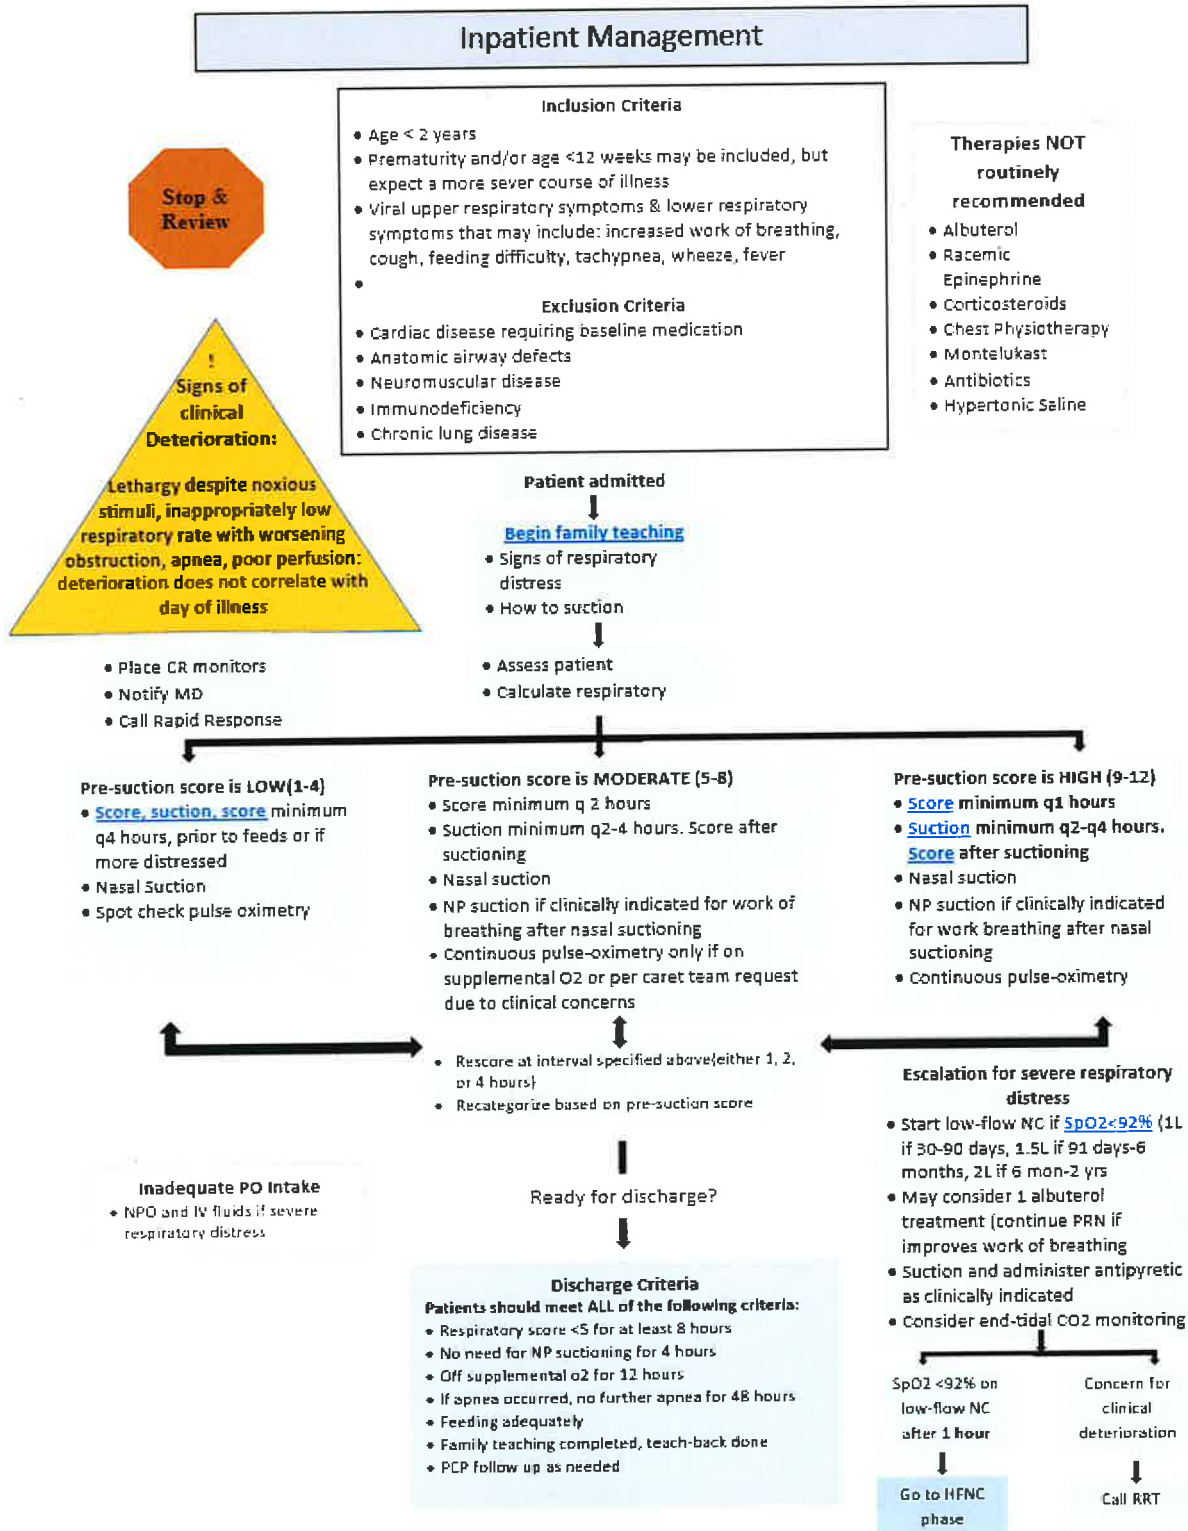 Inpatient Management
Stop &
Review
Inclusion Criteria
• Age < 2 years
• Prematurity and/or age <12 weeks may be included, but
expect a more sever course of illness
• Viral upper respiratory symptoms & lower respiratory
symptoms that may include: increased work of breathing,
cough, feeding difficulty, tachypnea, wheeze, fever
•
Exclusion Criteria
• Cardiac disease requiring baseline medication
• Anatomic airway defects
• Neuromuscular disease
• Immunodeficiency
• Chronic lung disease
Therapies NOT
routinely
recommended
• Albuterol
• Racemic
Epinephrine
• Corticosteroids
• Chest Physiotherapy
• Montelukast
• Antibiotics
• Hypertonic Saline
!
Signs of
clinical
Deterioration:
Lethargy despite noxious
stimuli, inappropriately low
respiratory rate with worsening
obstruction, apnea, poor perfusion:
deterioration does not correlate with
day of illness
• Place CR monitors
• Notify MD
• Call Rapid Response
Patient admitted
Begin family teaching
• Signs of respiratory
distress
• How to suction
• Assess patient
• Calculate respiratory
Pre-suction score is LOW(1-4)
• Score, suction, score minimum
q4 hours, prior to feeds or if
more distressed
• Nasal Suction
• Spot check pulse oximetry
Pre-suction score is MODERATE (5-8)
• Score minimum q 2 hours
• Suction minimum q2-4 hours. Score after
suctioning
• Nasal suction
• NP suction if clinically indicated for work of
breathing after nasal suctioning
• Continuous pulse-oximetry only if on
supplemental O2 or per caret team request
due to clinical concerns
Pre-suction score is HIGH (9-12)
• Score minimum q1 hours
• Suction minimum q2-q4 hours.
Score after suctioning
• Nasal suction
• NP suction if clinically indicated
for work breathing after nasal
suctioning
• Continuous pulse-oximetry
• Rescore at interval specified above(either 1, 2,
or 4 hours)
• Recategorize based on pre-suction score
Inadequate PO Intake
• NPO and IV fluids if severe
respiratory distress
Ready for discharge?
Discharge Criteria
Patients should meet ALL of the following criteria:
• Respiratory score <5 for at least 8 hours
• No need for NP suctioning for 4 hours
• Off supplemental o2 for 12 hours
• If apnea occurred, no further apnea for 48 hours
• Feeding adequately
• Family teaching completed, teach-back done
• PCP follow up as needed
Escalation for severe respiratory
distress
• Start low-flow NC if SpO2<92% (1L
if 30-90 days, 1.5L if 91 days-6
months, 2L if 6 mon-2 yrs
• May consider 1 albuterol
treatment (continue PRN if
improves work of breathing
• Suction and administer antipyretic
as clinically indicated
• Consider end-tidal CO2 monitoring
SpO2 <92% on
low-flow NC
after 1 hour
Go to HFNC
phase
Concern for
clinical
deterioration
Call RRT